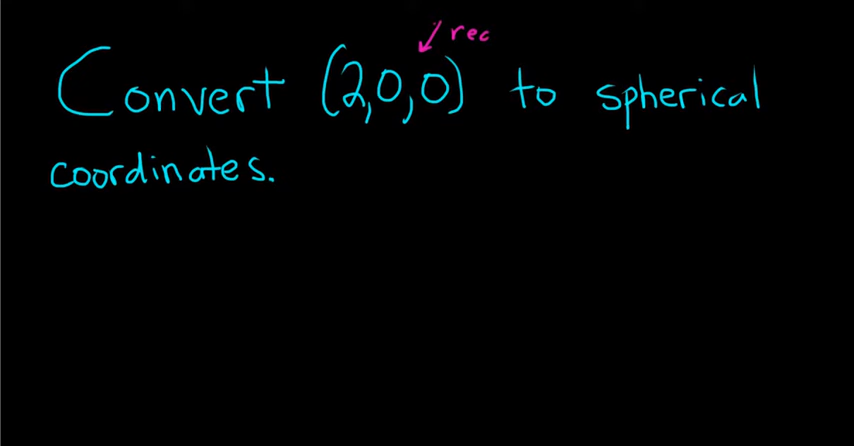 rec
Convert (2,0,0) to spherical
coordinates.